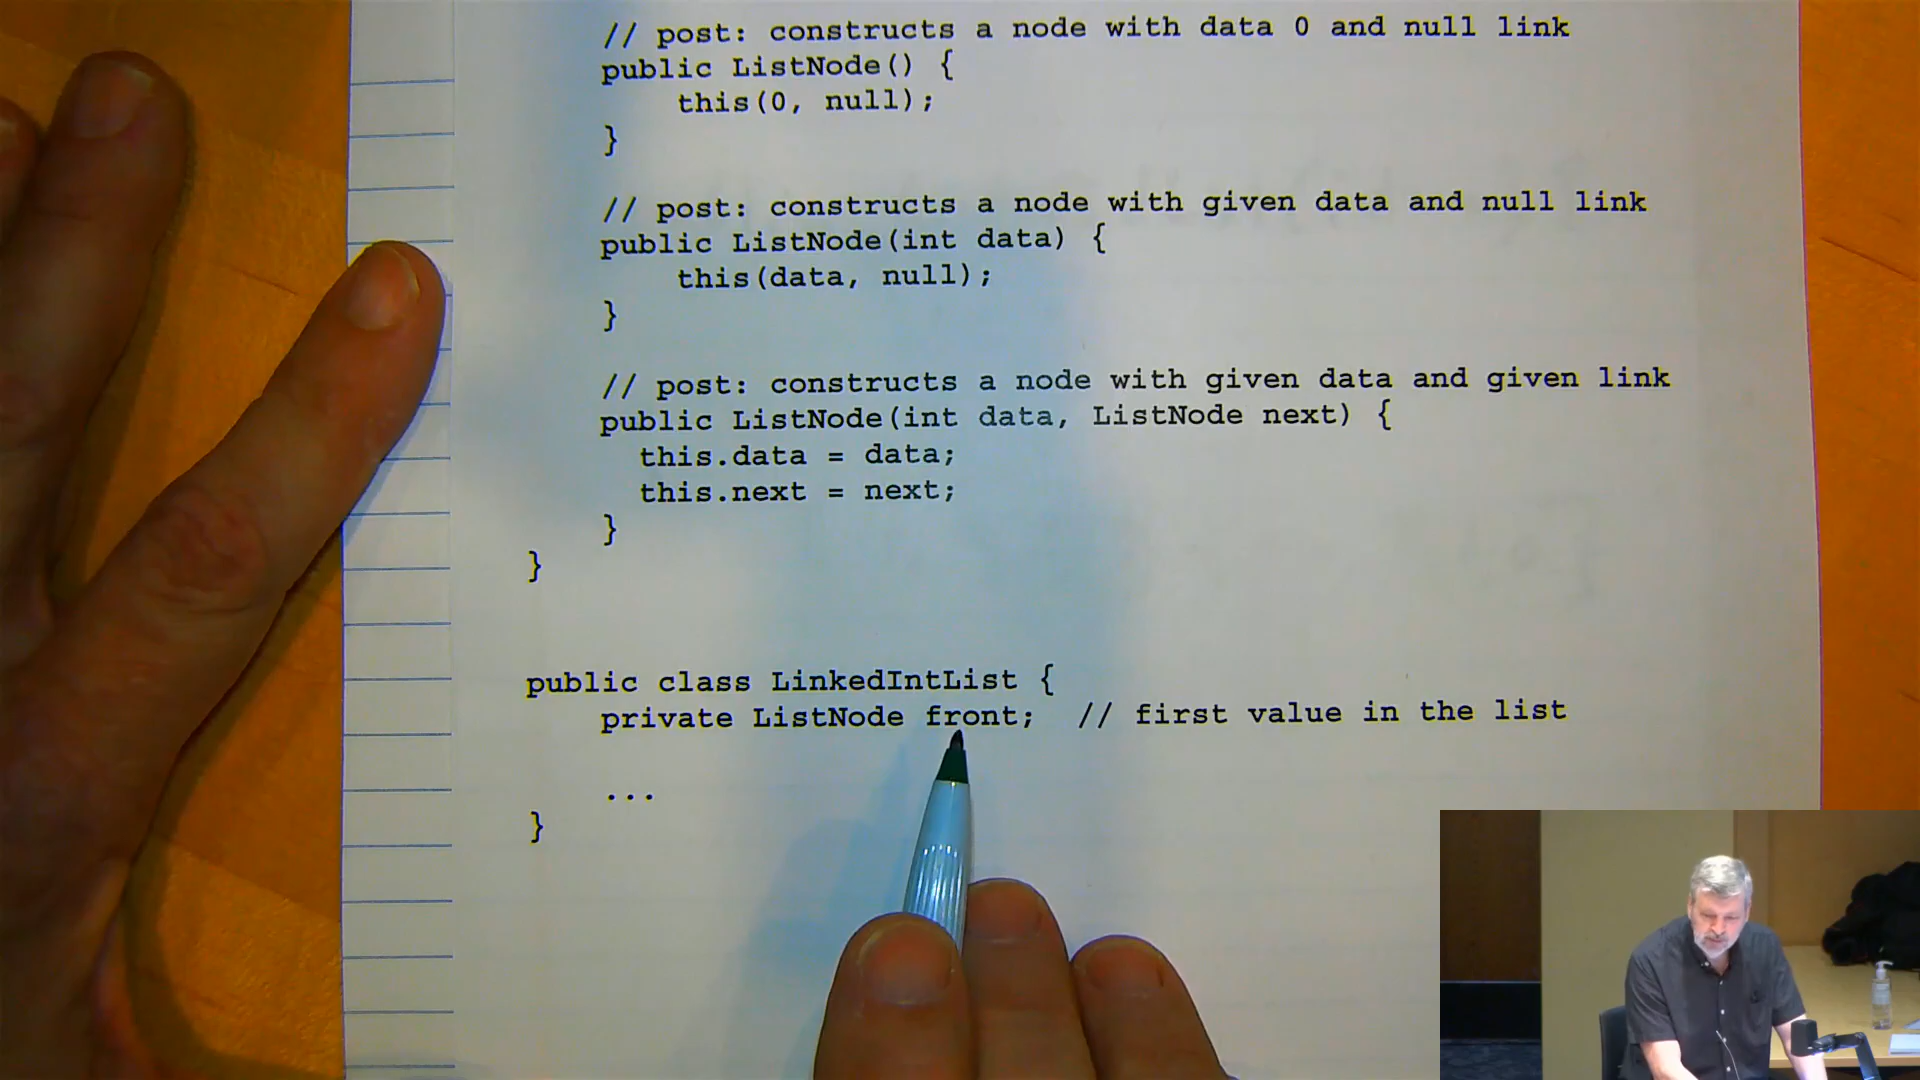 // post: constructs a node with data 0 and null link
public ListNode() {
this(0, null);
}
// post: constructs a node with given data and null link
public ListNode(int data) {
this(data, null);
}
// post: constructs a node with given data and given link
public ListNode(int data, ListNode next) {
this.data = data;
this.next = next;
}
}
public class LinkedIntList {
private ListNode front; // first value in the list
...
}